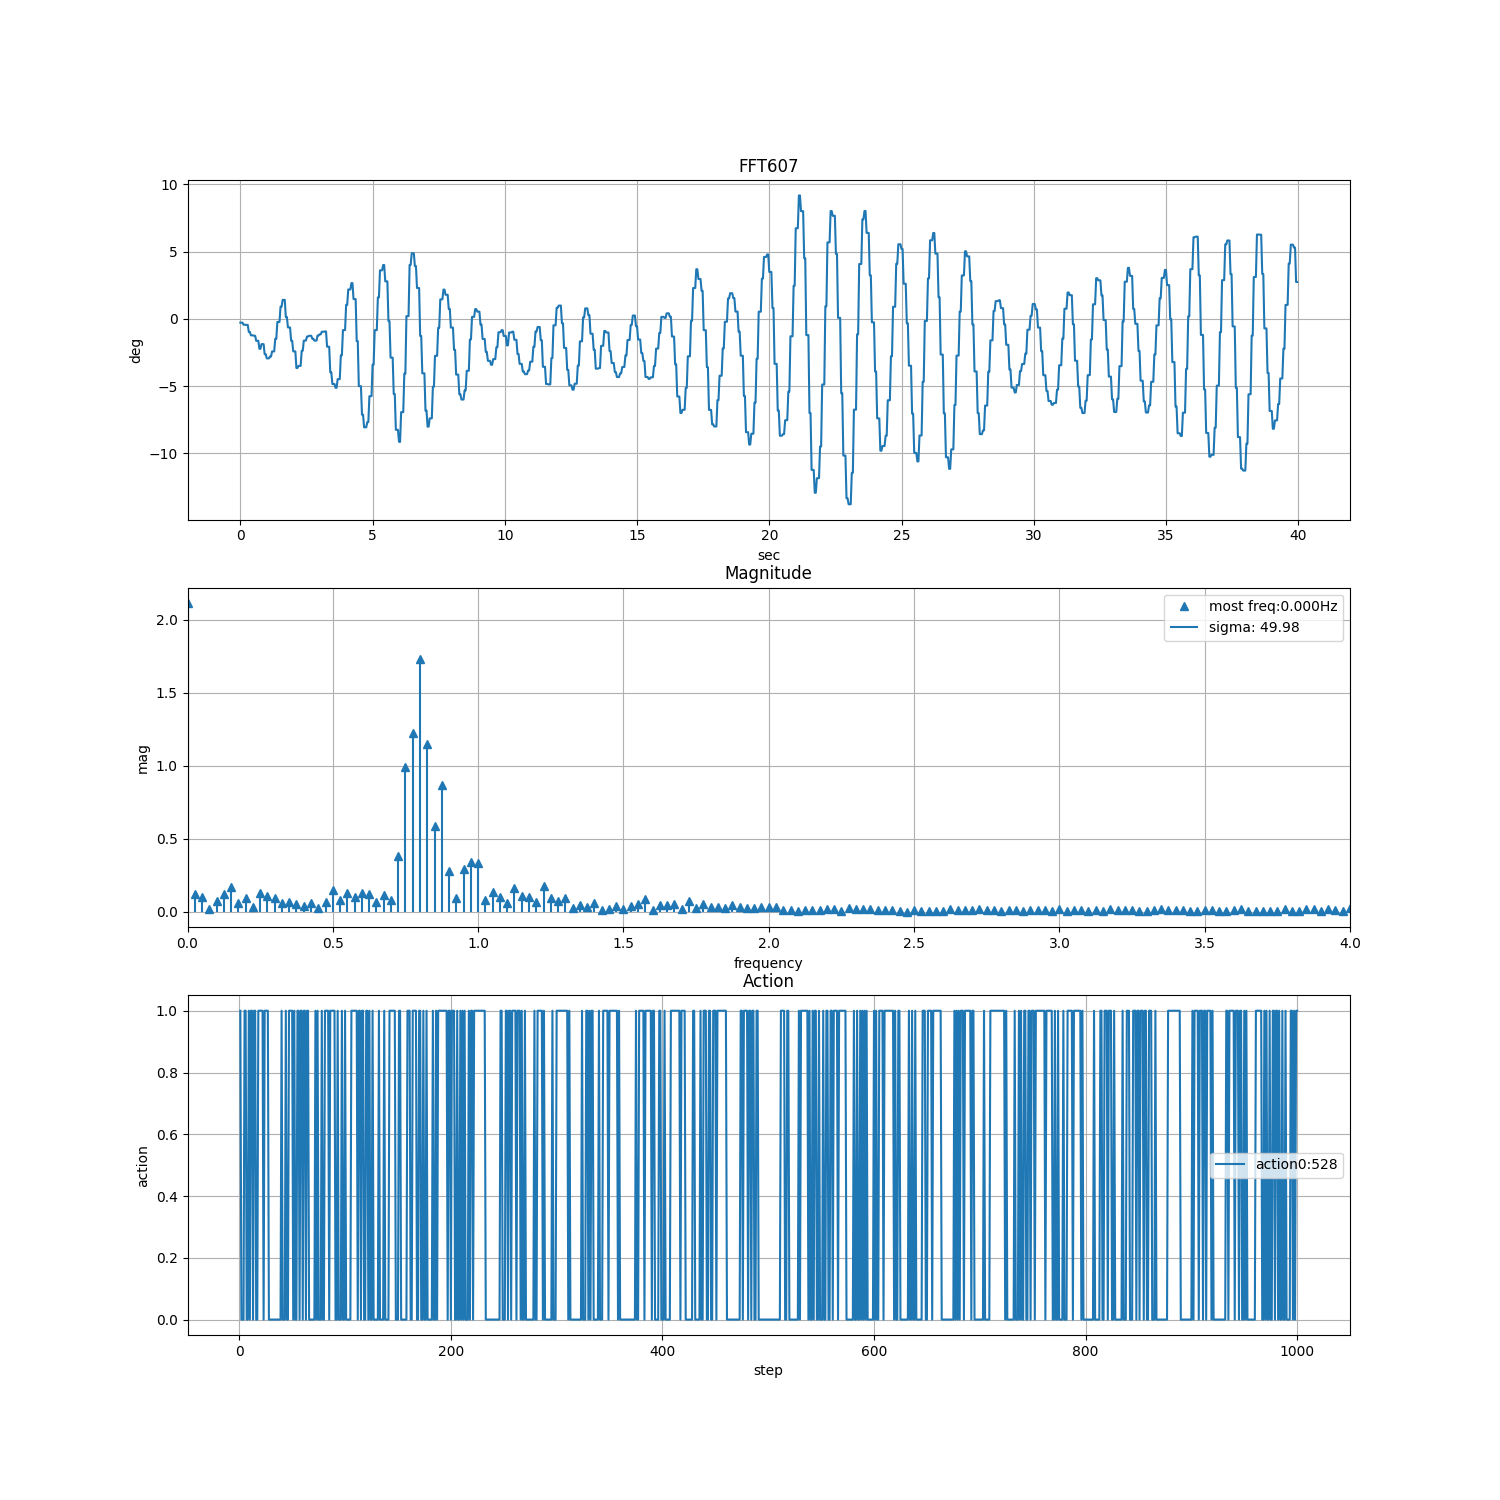 FFT607
10
5
0
−5
−10
deg
0 5 10 15 20 25 30 35 40
sec
Magnitude
2.0
1.5
1.0
0.5
0.0
mag
most freq:0.000Hz
sigma: 49.98
0.0 0.5 1.0 1.5 2.0 2.5 3.0 3.5 4.0
frequency
Action
1.0
0.8
0.6
0.4
0.2
0.0
action
action0:528
0 200 400 600 800 1000
step